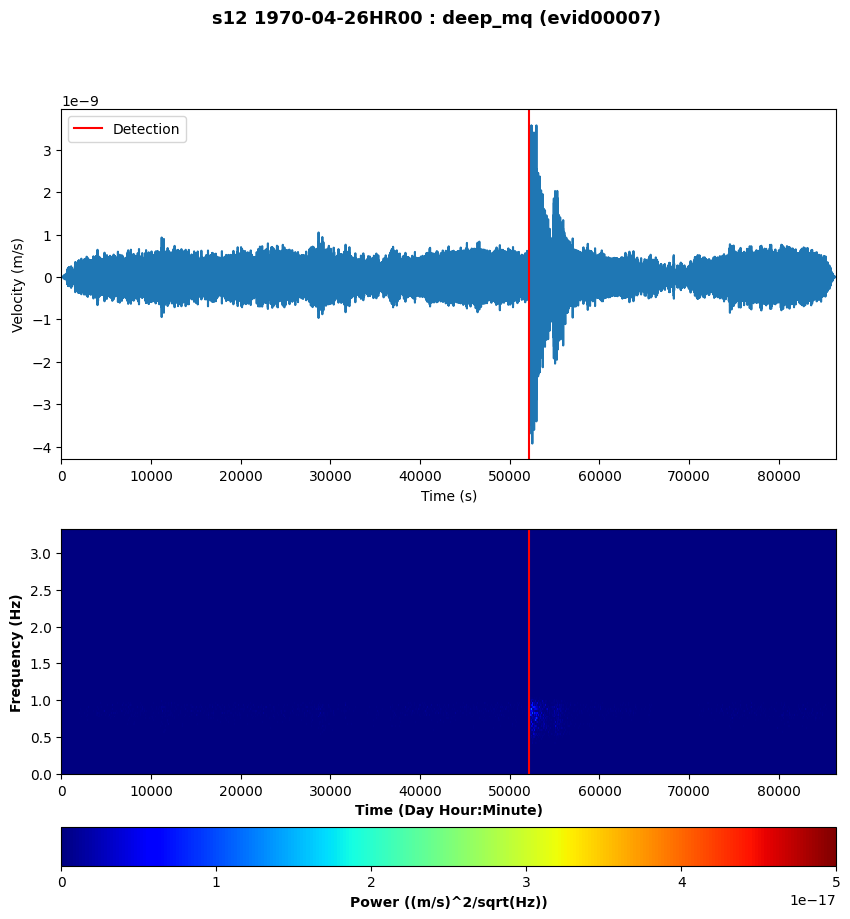 s12 1970-04-26HR00 : deep_mq (evid00007)
1e−9
Detection
3
2
1
0
−1
−2
−3
−4
Velocity (m/s)
0 10000 20000 30000 40000 50000 60000 70000 80000
Time (s)
3.0
2.5
2.0
1.5
1.0
0.5
0.0
Frequency (Hz)
0 10000 20000 30000 40000 50000 60000 70000 80000
Time (Day Hour:Minute)
0 1 2 3 4 5
1e−17
Power ((m/s)^2/sqrt(Hz))